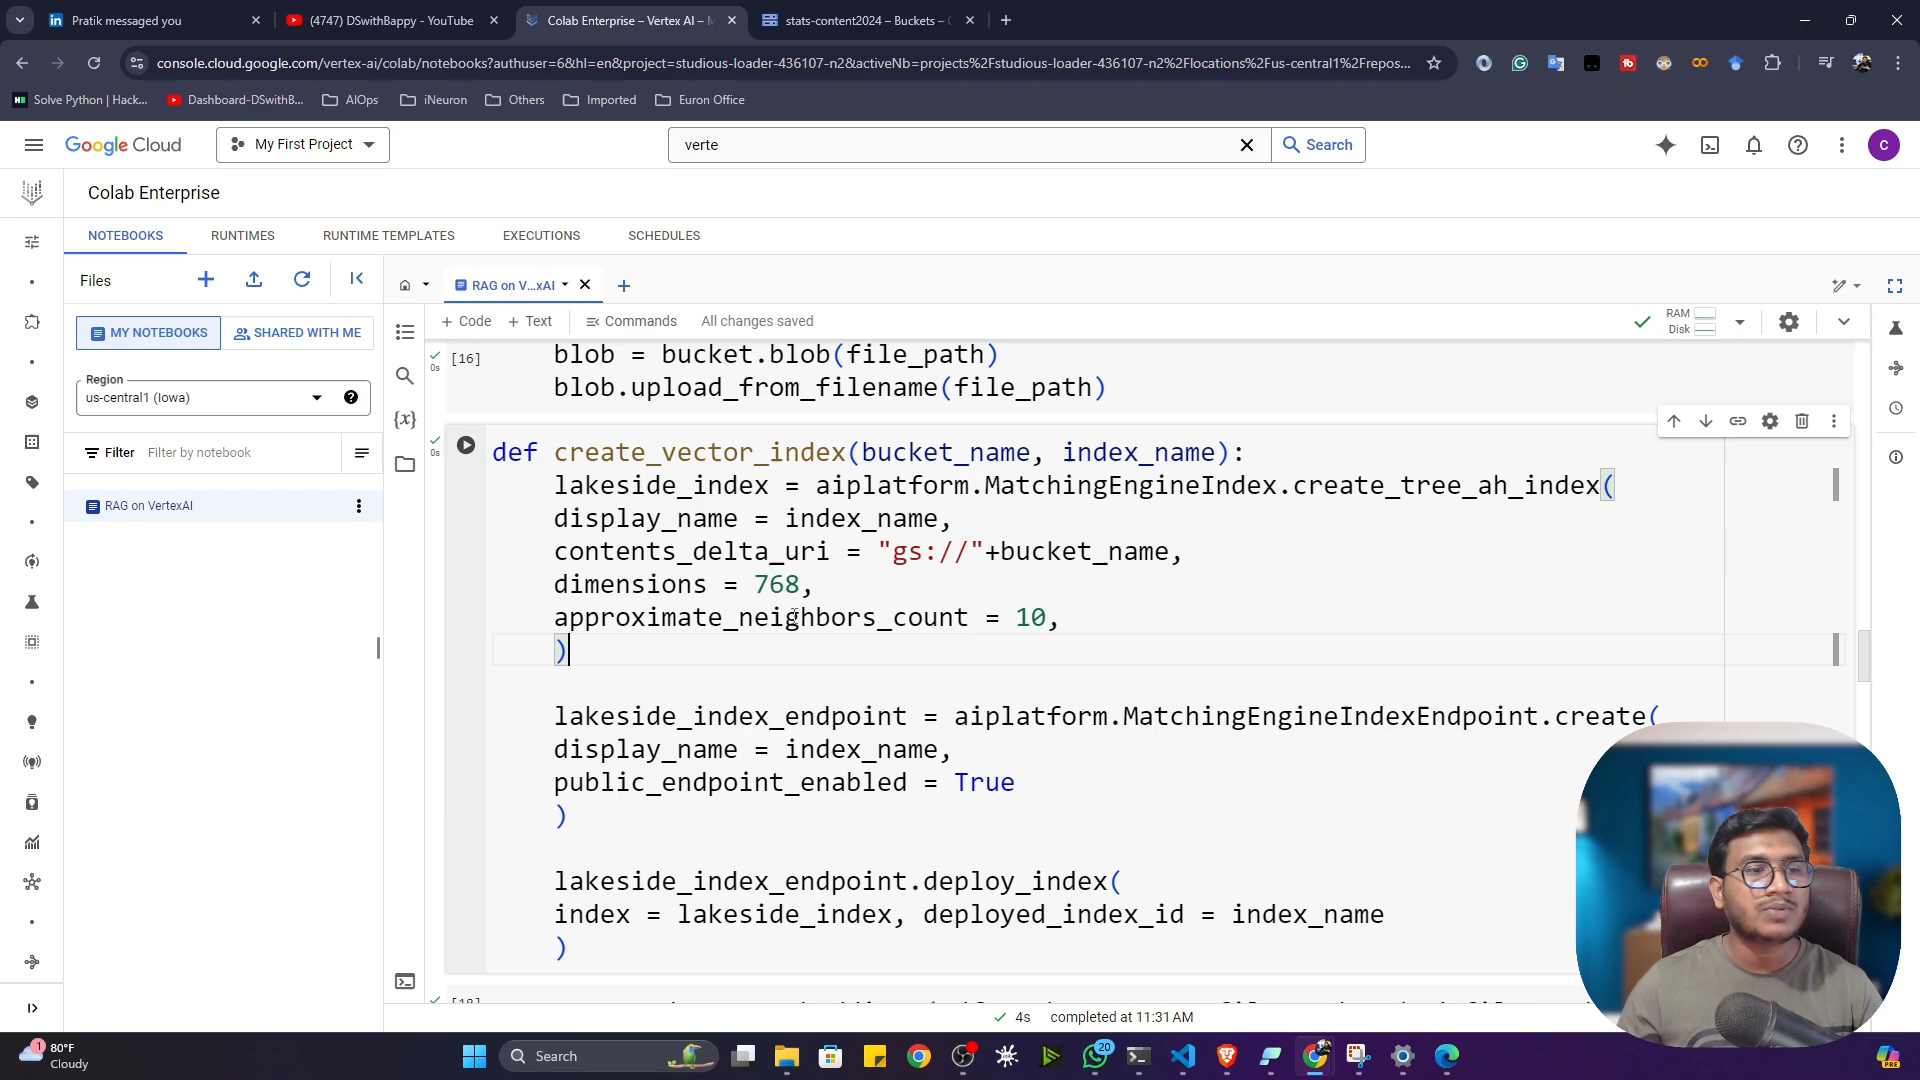 Pratik messaged you
(4747) DSwithBappy - YouTube
Colab Enterprise – Vertex AI – M
stats-content2024 – Buckets – C
console.cloud.google.com/vertex-ai/colab/notebooks?authuser=6&hl=en&project=studious-loader-436107-n2&activeNb=projects%2Fstudious-loader-436107-n2%2Flocations%2Fus-central1%2Frepos...
Solve Python | Hack...
Dashboard-DSwithB...
AIOps
iNeuron
Others
Imported
Euron Office
Google Cloud
My First Project
verte
Search
C
Colab Enterprise
NOTEBOOKS
RUNTIMES
RUNTIME TEMPLATES
EXECUTIONS
SCHEDULES
Files
RAG on V...xAI
MY NOTEBOOKS
SHARED WITH ME
+ Code
+ Text
Commands
All changes saved
RAM
Disk
Region
us-central1 (Iowa)
Filter
Filter by notebook
RAG on VertexAI
0s
[16]
blob = bucket.blob(file_path)
blob.upload_from_filename(file_path)
0s
def create_vector_index(bucket_name, index_name):
lakeside_index = aiplatform.MatchingEngineIndex.create_tree_ah_index(
display_name = index_name,
contents_delta_uri = "gs://"+bucket_name,
dimensions = 768,
approximate_neighbors_count = 10,
)
lakeside_index_endpoint = aiplatform.MatchingEngineIndexEndpoint.create(
display_name = index_name,
public_endpoint_enabled = True
)
lakeside_index_endpoint.deploy_index(
index = lakeside_index, deployed_index_id = index_name
)
[18]
4s completed at 11:31 AM
1
80°F
Cloudy
Search
20
PRE